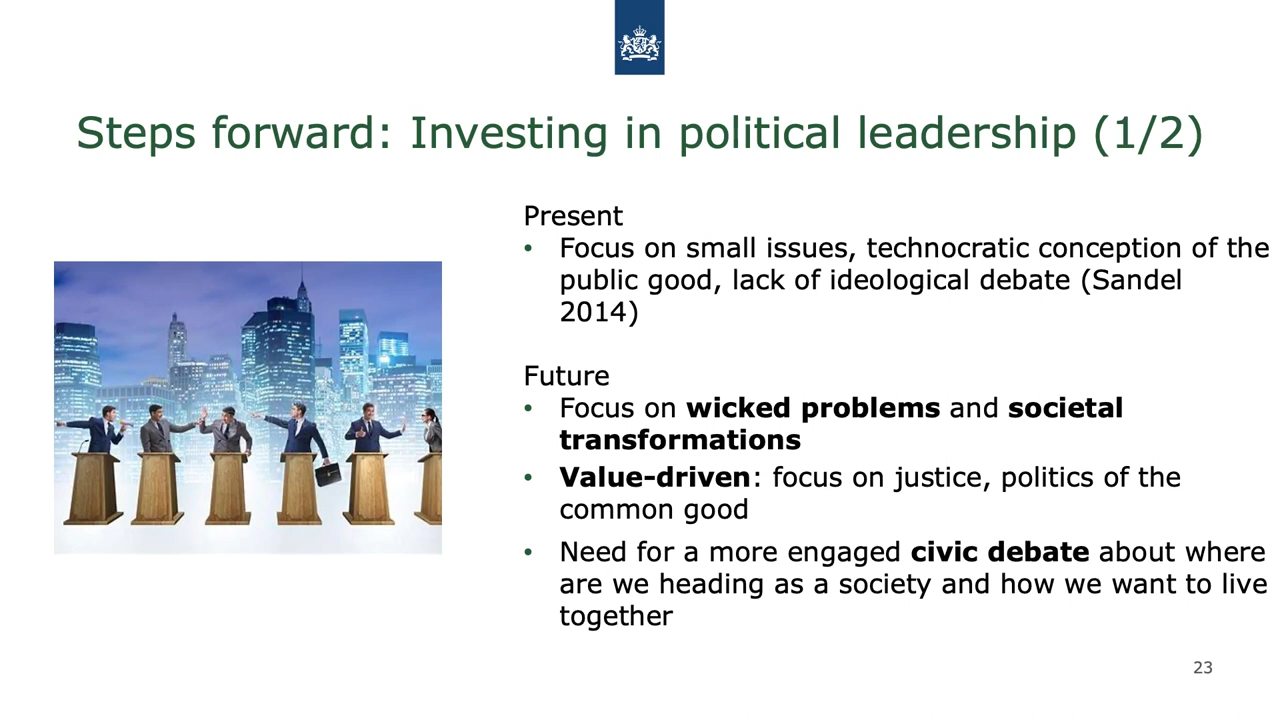 Steps forward: Investing in political leadership (1/2)
Present
• Focus on small issues, technocratic conception of the
public good, lack of ideological debate (Sandel
2014)
Future
• Focus on wicked problems and societal
transformations
• Value-driven: focus on justice, politics of the
common good
• Need for a more engaged civic debate about where
are we heading as a society and how we want to live
together
23